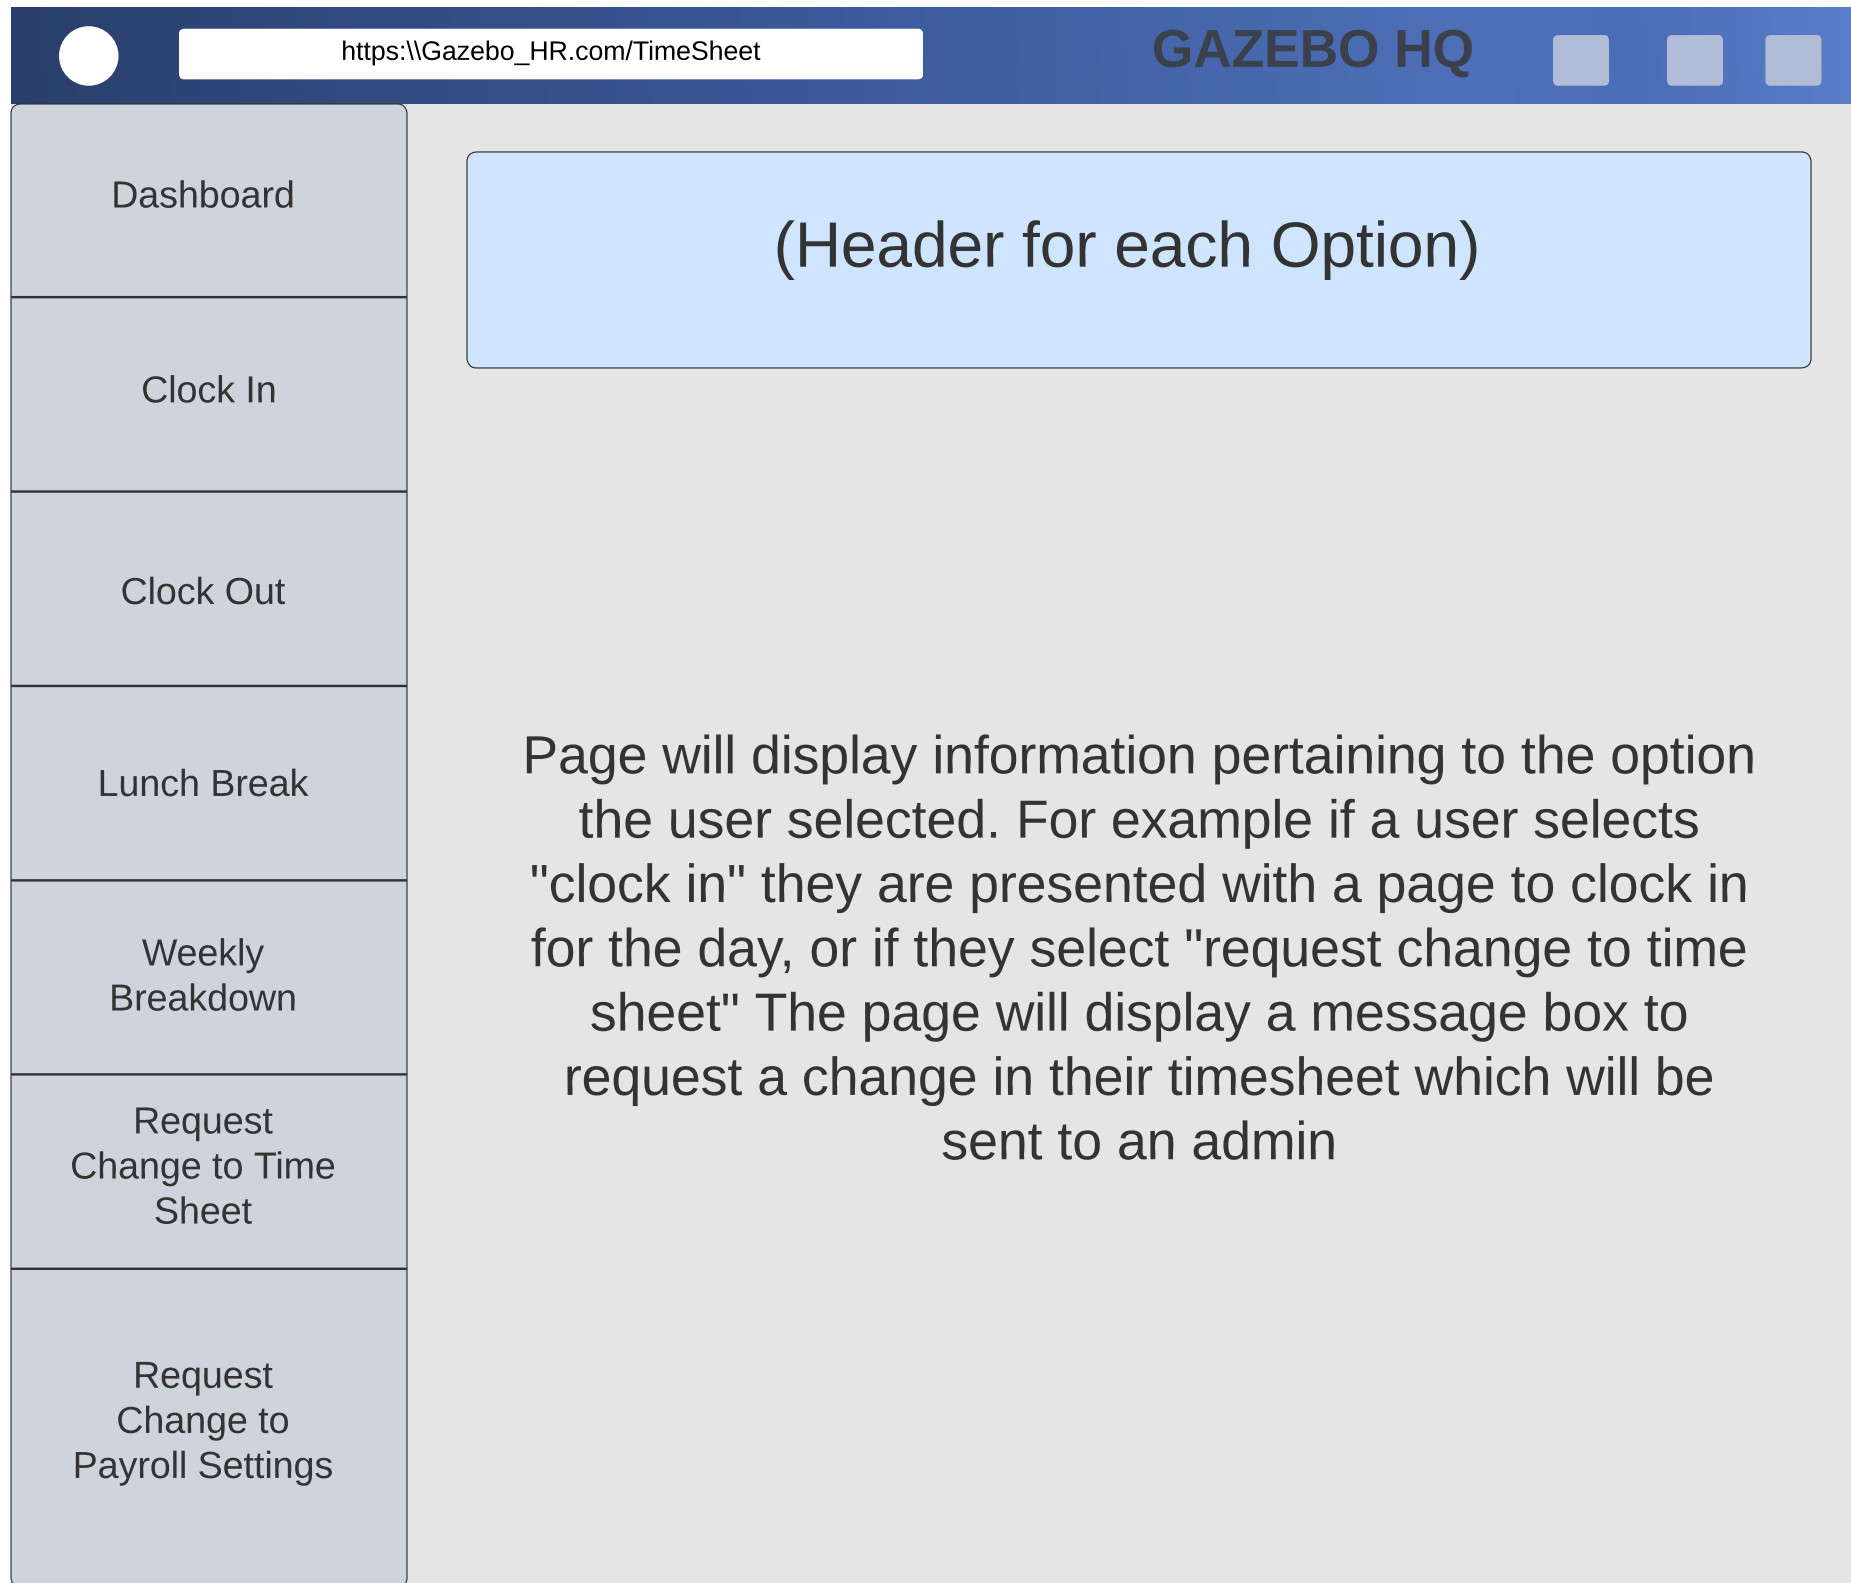 https:\\Gazebo_HR.com/TimeSheet
GAZEBO HQ
Dashboard
Clock In
Clock Out
Lunch Break
Weekly
Breakdown
Request
Change to Time
Sheet
Request
Change to
Payroll Settings
(Header for each Option)
Page will display information pertaining to the option
the user selected. For example if a user selects
"clock in" they are presented with a page to clock in
for the day, or if they select "request change to time
sheet" The page will display a message box to
request a change in their timesheet which will be
sent to an admin